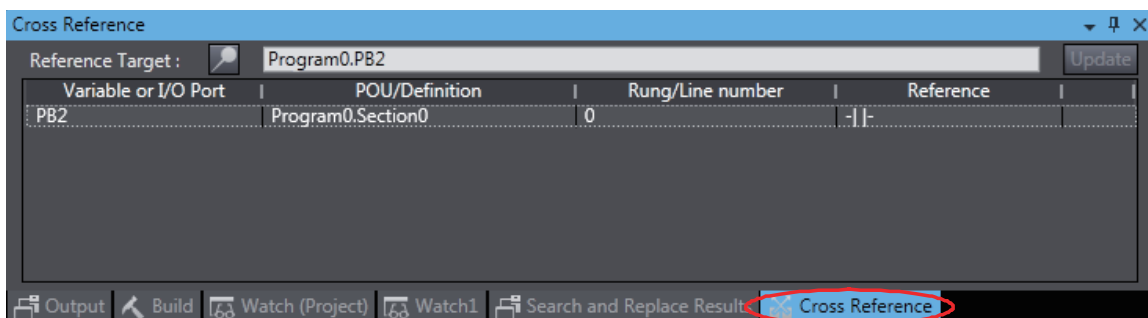 Cross Reference
Reference Target : Program0.PB2 Update
Variable or I/O Port POU/Definition Rung/Line number Reference
PB2 Program0.Section0 0 -| |-
Output Build Watch (Project) Watch1 Search and Replace Result Cross Reference